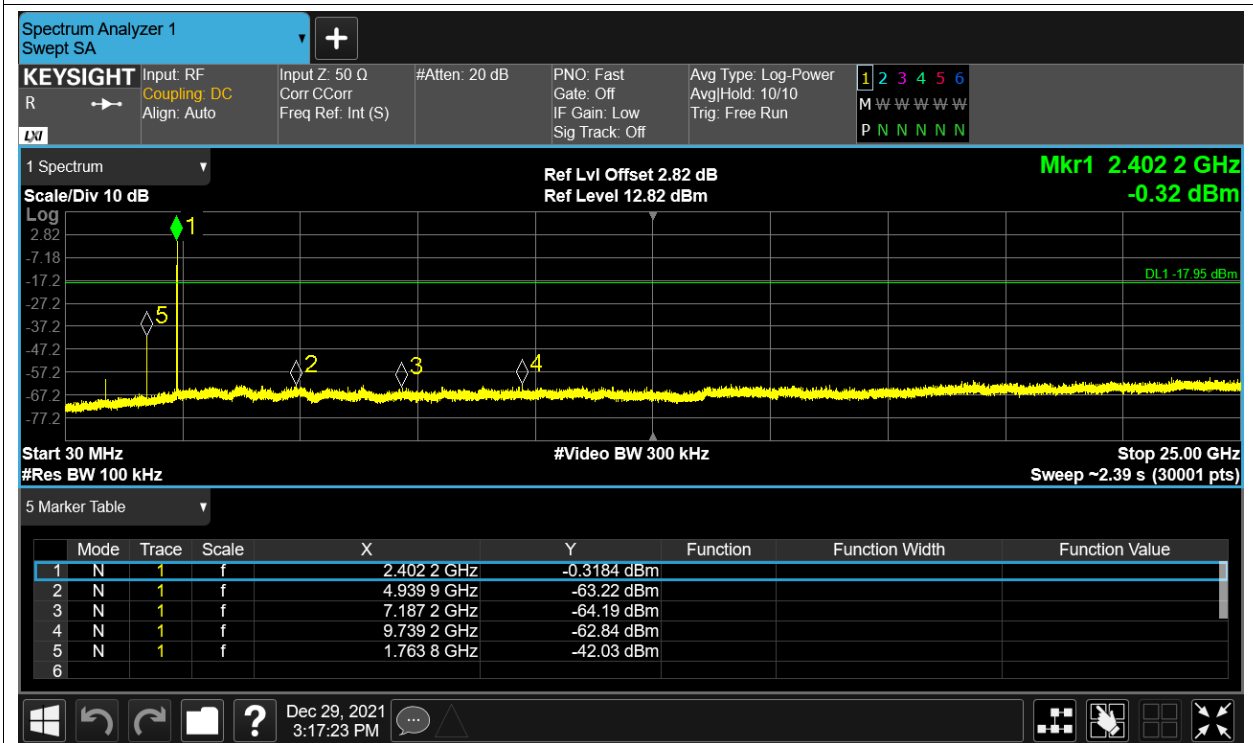 Spectrum Analyzer 1
Swept SA
+
KEYSIGHT Input: RF Input Z: 50 Ω #Atten: 20 dB PNO: Fast Avg Type: Log-Power 1 2 3 4 5 6
R Coupling: DC Corr CCorr Gate: Off Avg|Hold: 10/10 M W W W W W W
Align: Auto Freq Ref: Int (S) IF Gain: Low Trig: Free Run
LXI Sig Track: Off P N N N N N N
1 Spectrum Ref Lvl Offset 2.82 dB Mkr1 2.402 2 GHz
Scale/Div 10 dB Ref Level 12.82 dBm -0.32 dBm
Log
1
2.82
-7.18
DL1 -17.95 dBm
-17.2
-27.2
5
-37.2
-47.2
2 3 4
-57.2
-67.2
-77.2
Start 30 MHz #Video BW 300 kHz Stop 25.00 GHz
#Res BW 100 kHz Sweep ~2.39 s (30001 pts)
5 Marker Table
Mode Trace Scale X Y Function Function Width Function Value
1 N 1 f 2.402 2 GHz -0.3184 dBm
2 N 1 f 4.939 9 GHz -63.22 dBm
3 N 1 f 7.187 2 GHz -64.19 dBm
4 N 1 f 9.739 2 GHz -62.84 dBm
5 N 1 f 1.763 8 GHz -42.03 dBm
6
? Dec 29, 2021
3:17:23 PM